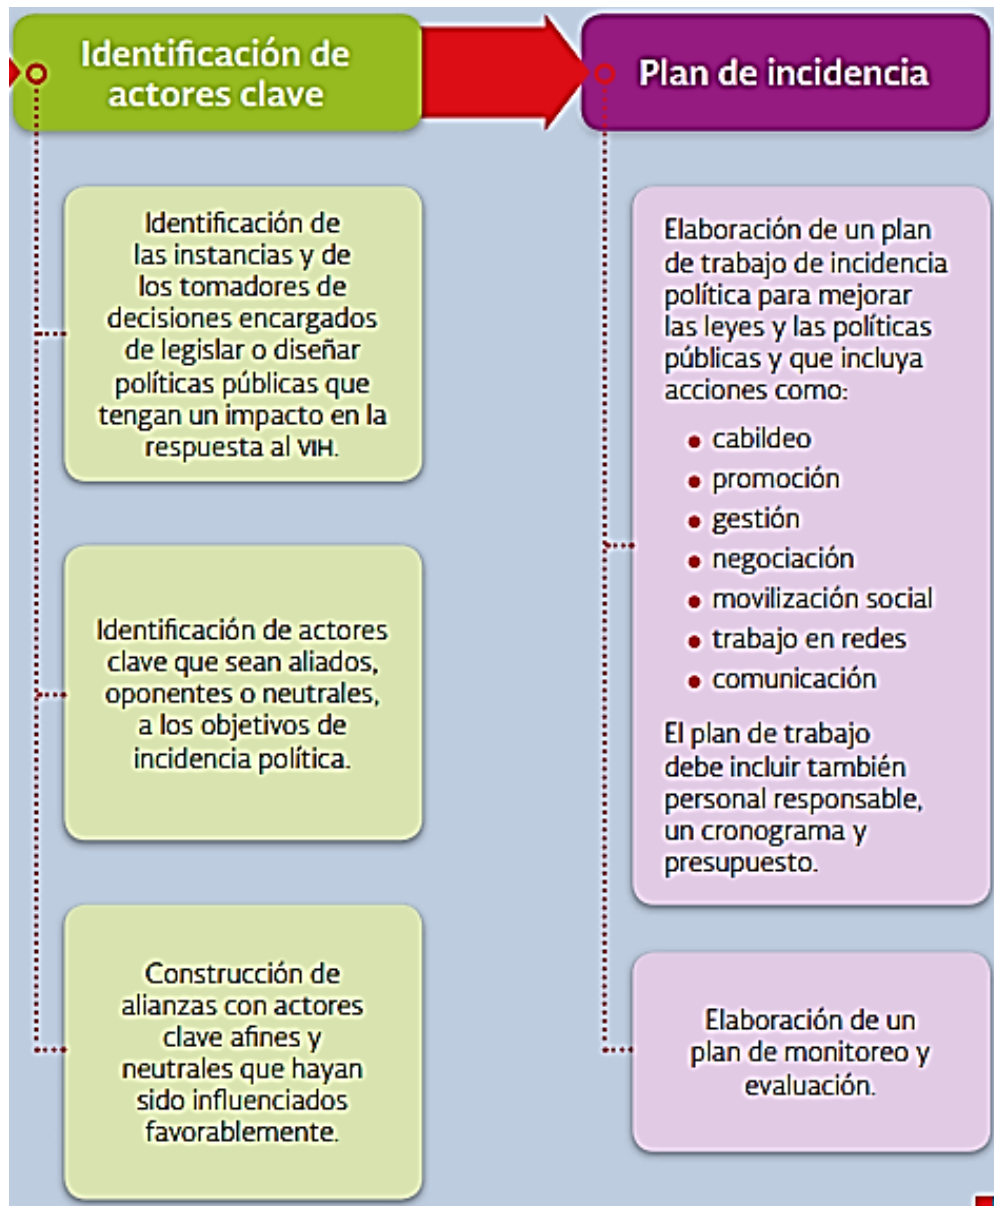 Identificación de
actores clave
Identificación de
las instancias y de
los tomadores de
decisiones encargados
de legislar o diseñar
políticas públicas que
tengan un impacto en la
respuesta al VIH.
Identificación de actores
clave que sean aliados,
oponentes o neutrales,
a los objetivos de
incidencia política.
Construcción de
alianzas con actores
clave afines y
neutrales que hayan
sido influenciados
favorablemente.
Plan de incidencia
Elaboración de un plan
de trabajo de incidencia
política para mejorar
las leyes y las políticas
públicas y que incluya
acciones como:
• cabildeo
• promoción
• gestión
• negociación
• movilización social
• trabajo en redes
• comunicación
El plan de trabajo
debe incluir también
personal responsable,
un cronograma y
presupuesto.
Elaboración de un
plan de monitoreo y
evaluación.